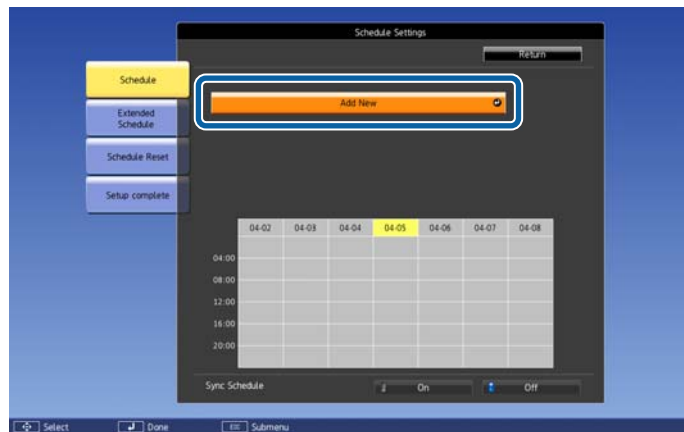 Schedule Settings
Return
Schedule
Add New
Extended
Schedule
Schedule Reset
Setup complete
04-02 04-03 04-04 04-05 04-06 04-07 04-08
04:00
08:00
12:00
16:00
20:00
Sync Schedule On Off
Select Done Esc Submenu